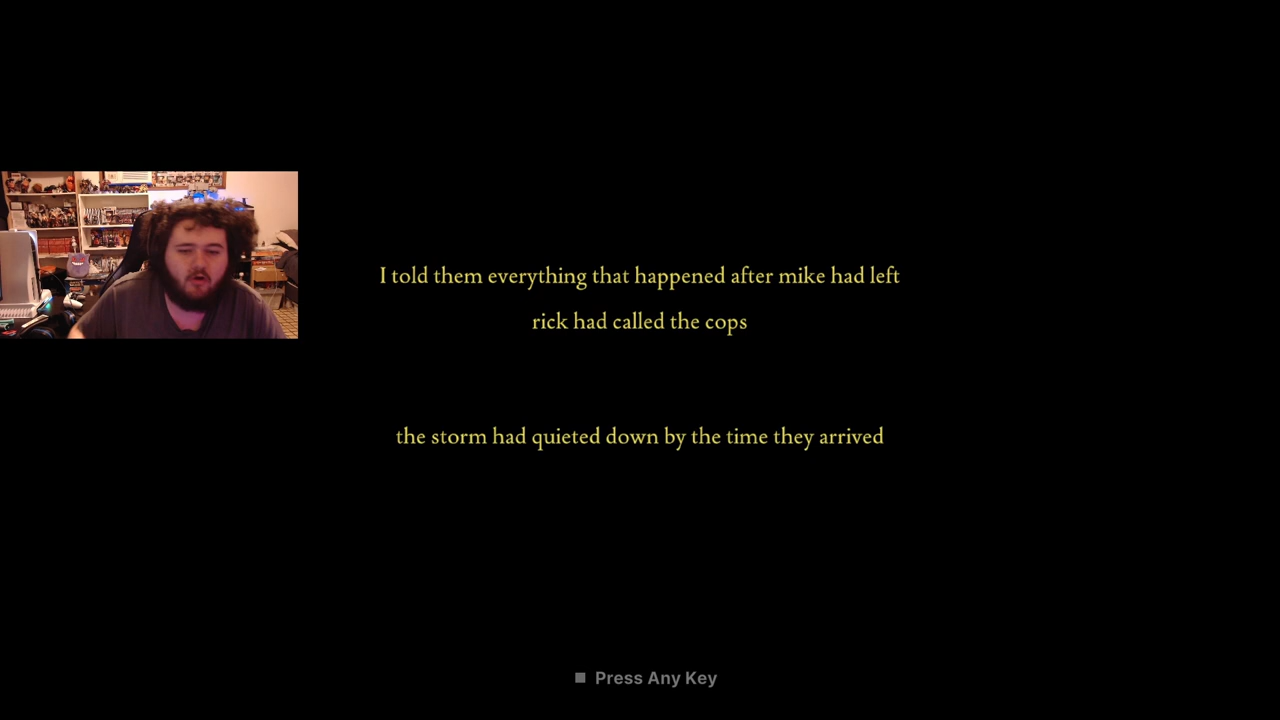 I told them everything that happened after mike had left
rick had called the cops
the storm had quieted down by the time they arrived
Press Any Key